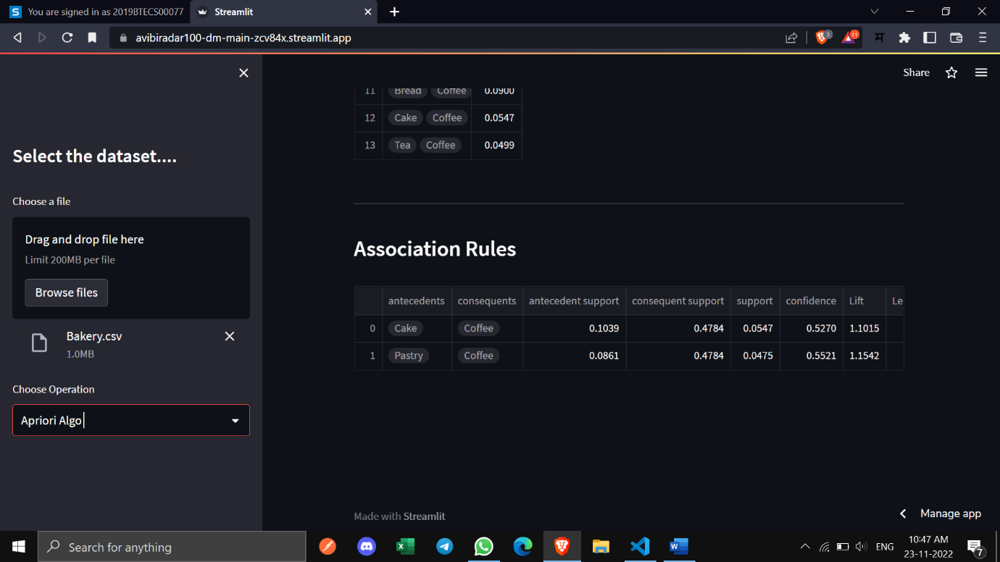 You are signed in as 2019BTECS00077
Streamlit
avibiradar100-dm-main-zcv84x.streamlit.app
3
11
म
Share
Select the dataset....
Choose a file
Drag and drop file here
Limit 200MB per file
Browse files
Bakery.csv
1.0MB
Choose Operation
Apriori Algo
11 Bread Coffee 0.0900
12 Cake Coffee 0.0547
13 Tea Coffee 0.0499
Association Rules
antecedents consequents antecedent support consequent support support confidence Lift Le
0 Cake Coffee 0.1039 0.4784 0.0547 0.5270 1.1015
1 Pastry Coffee 0.0861 0.4784 0.0475 0.5521 1.1542
Made with Streamlit
Manage app
Search for anything
ENG
10:47 AM
23-11-2022
7